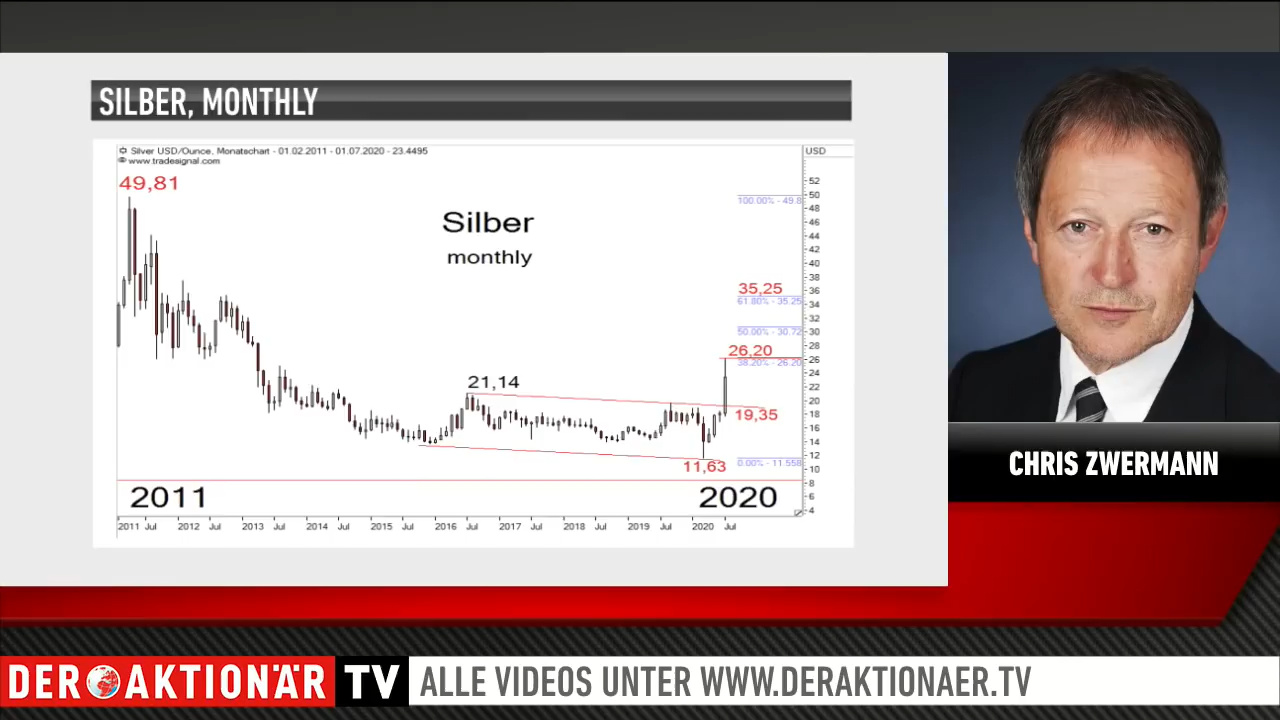 SILBER, MONTHLY
Silver USD/Ounce, Monatschart - 01.02.2011 - 01.07.2020 - 23.4495
USD
www.tradesignal.com
49,81
Silber
monthly
100.00% - 49.8
35,25
61.80% - 35.25
50.00% - 30.72
26,20
38.20% - 26.20
21,14
19,35
11,63
0.00% - 11.558
52
50
48
46
44
42
40
38
36
34
32
30
28
26
24
22
20
18
16
14
12
10
8
6
4
2011
2020
2011 Jul 2012 Jul 2013 Jul 2014 Jul 2015 Jul 2016 Jul 2017 Jul 2018 Jul 2019 Jul 2020 Jul
CHRIS ZWERMANN
DER AKTIONÄR TV
ALLE VIDEOS UNTER WWW.DERAKTIONAER.TV